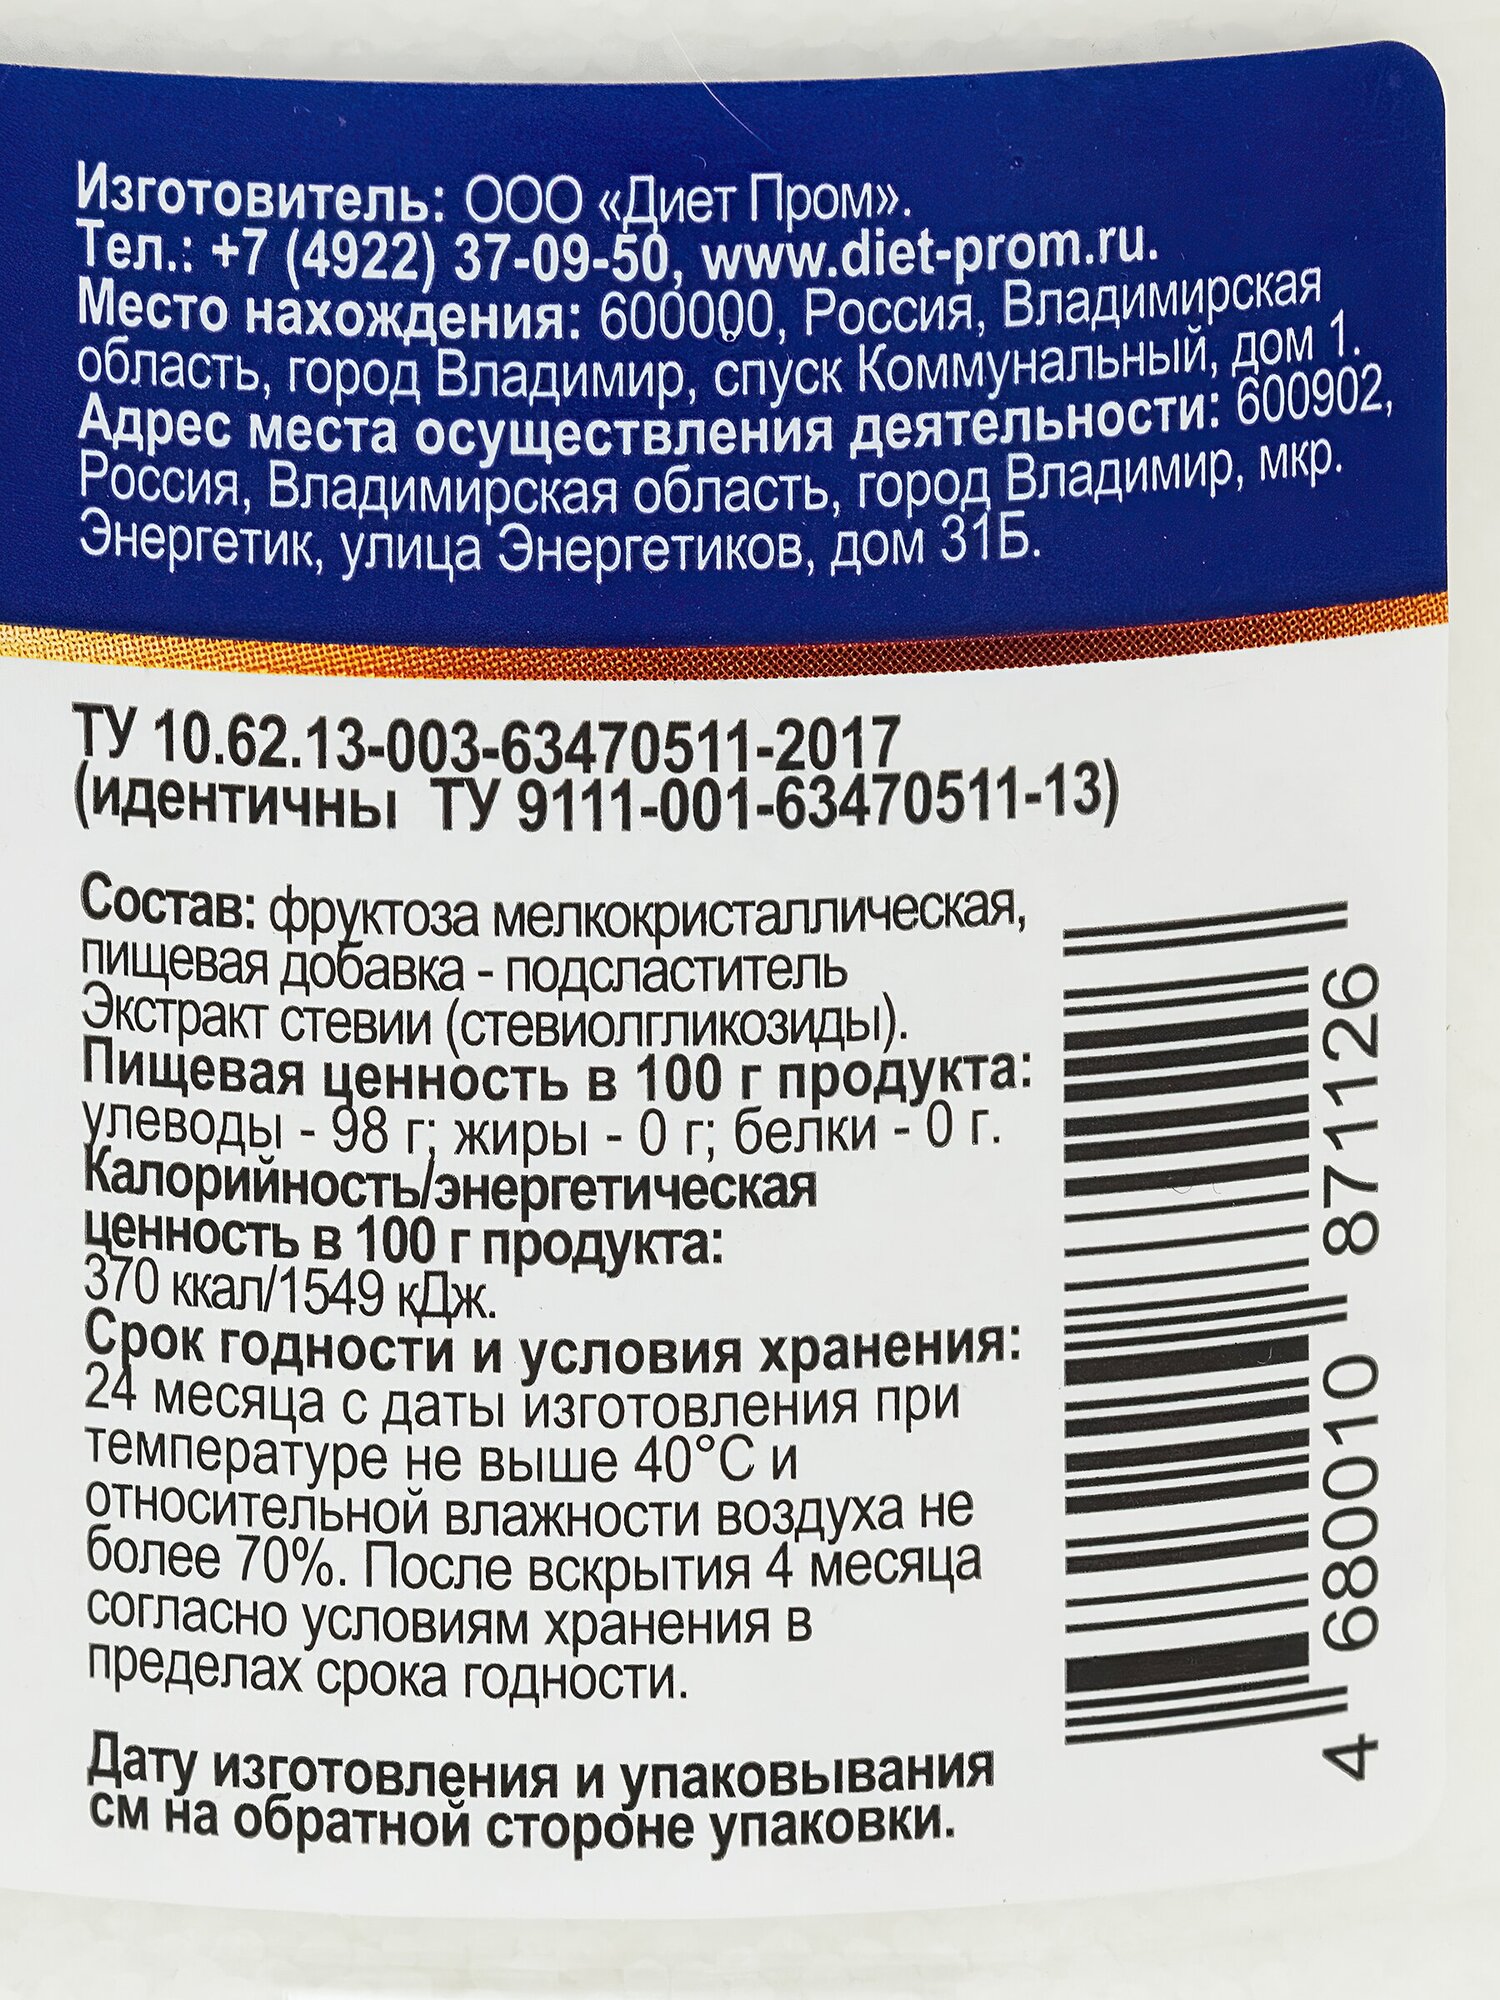 Изготовитель: ООО «Диет Пром».
Тел.: +7 (4922) 37-09-50, www.diet-prom.ru.
Место нахождения: 600000, Россия, Владимирская
область, город Владимир, спуск Коммунальный, дом 1.
Адрес места осуществления деятельности: 600902,
Россия, Владимирская область, город Владимир, мкр.
Энергетик, улица Энергетиков, дом 31Б.
ТУ 10.62.13-003-63470511-2017
(идентичны ТУ 9111-001-63470511-13)
Состав: фруктоза мелкокристаллическая,
пищевая добавка - подсластитель
Экстракт стевии (стевиолгликозиды).
Пищевая ценность в 100 г продукта:
улеводы - 98 г; жиры - 0 г; белки - 0 г.
Калорийность/энергетическая
ценность в 100 г продукта:
370 ккал/1549 кДж.
Срок годности и условия хранения:
24 месяца с даты изготовления при
температуре не выше 40°С и
относительной влажности воздуха не
более 70%. После вскрытия 4 месяца
согласно условиям хранения в
пределах срока годности.
Дату изготовления и упаковывания
см на обратной стороне упаковки.
4 680010 871126